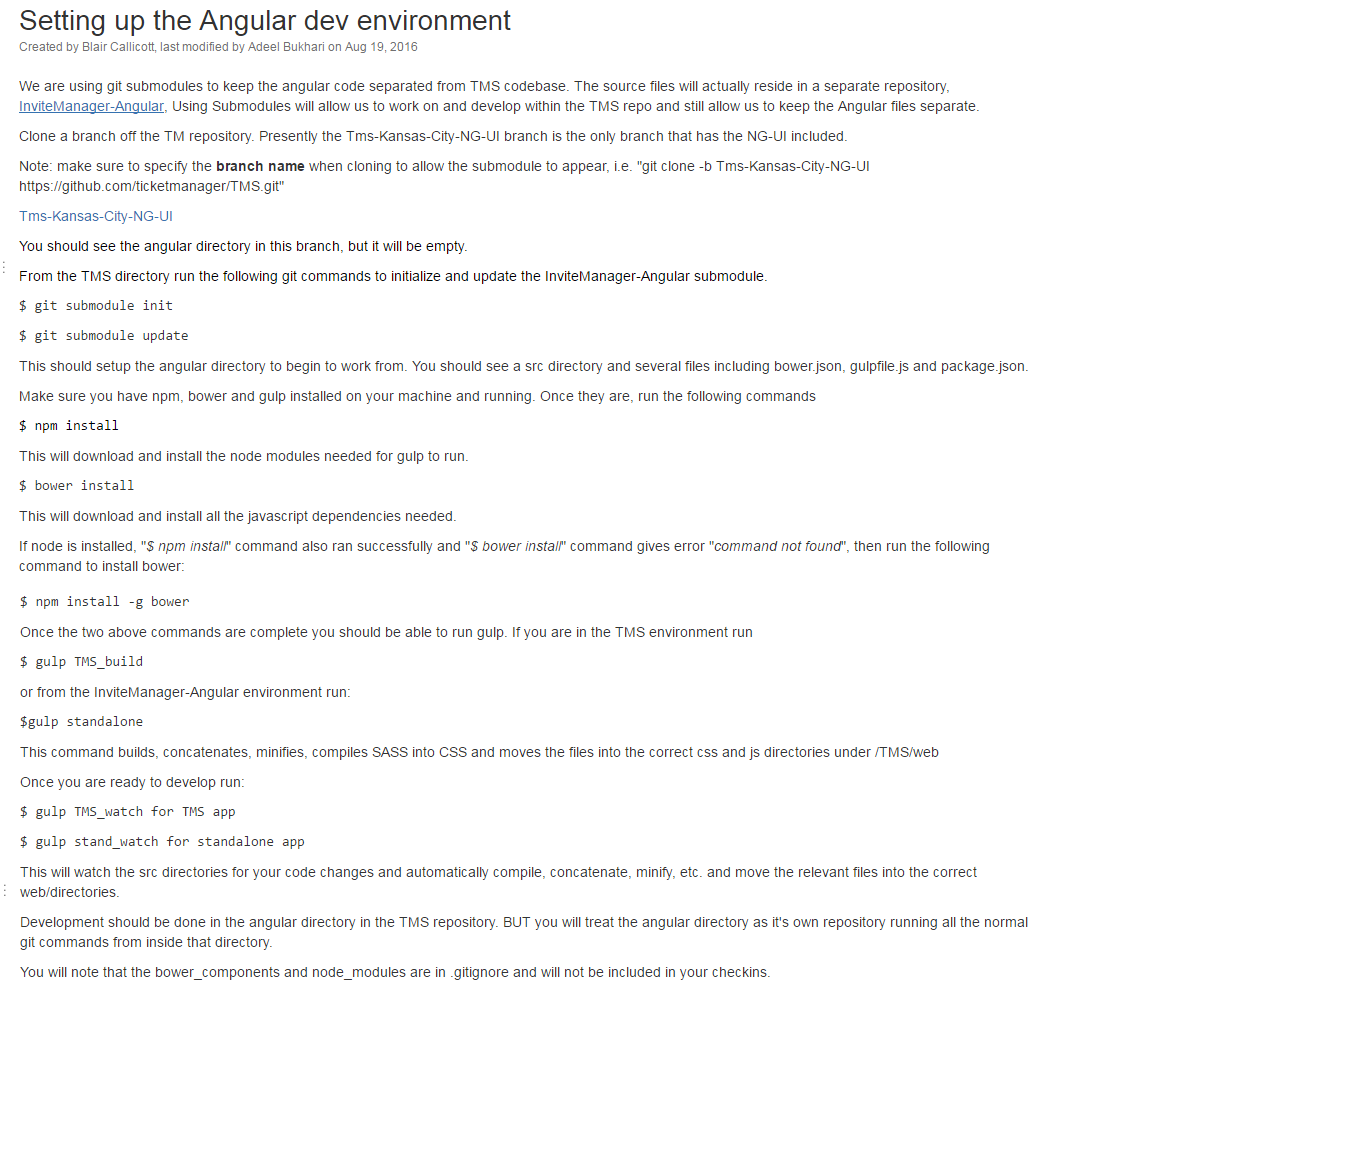 Setting up the Angular dev environment
Created by Blair Callicott, last modified by Adeel Bukhari on Aug 19, 2016
We are using git submodules to keep the angular code separated from TMS codebase. The source files will actually reside in a separate repository,
InviteManager-Angular, Using Submodules will allow us to work on and develop within the TMS repo and still allow us to keep the Angular files separate.
Clone a branch off the TM repository. Presently the Tms-Kansas-City-NG-UI branch is the only branch that has the NG-UI included.
Note: make sure to specify the branch name when cloning to allow the submodule to appear, i.e. "git clone -b Tms-Kansas-City-NG-UI
https://github.com/ticketmanager/TMS.git"
Tms-Kansas-City-NG-UI
You should see the angular directory in this branch, but it will be empty.
From the TMS directory run the following git commands to initialize and update the InviteManager-Angular submodule.
$ git submodule init
$ git submodule update
This should setup the angular directory to begin to work from. You should see a src directory and several files including bower.json, gulpfile.js and package.json.
Make sure you have npm, bower and gulp installed on your machine and running. Once they are, run the following commands
$ npm install
This will download and install the node modules needed for gulp to run.
$ bower install
This will download and install all the javascript dependencies needed.
If node is installed, "$ npm install" command also ran successfully and "$ bower install" command gives error "command not found", then run the following
command to install bower:
$ npm install -g bower
Once the two above commands are complete you should be able to run gulp. If you are in the TMS environment run
$ gulp TMS_build
or from the InviteManager-Angular environment run:
$gulp standalone
This command builds, concatenates, minifies, compiles SASS into CSS and moves the files into the correct css and js directories under /TMS/web
Once you are ready to develop run:
$ gulp TMS_watch for TMS app
$ gulp stand_watch for standalone app
This will watch the src directories for your code changes and automatically compile, concatenate, minify, etc. and move the relevant files into the correct
web/directories.
Development should be done in the angular directory in the TMS repository. BUT you will treat the angular directory as it's own repository running all the normal
git commands from inside that directory.
You will note that the bower_components and node_modules are in .gitignore and will not be included in your checkins.